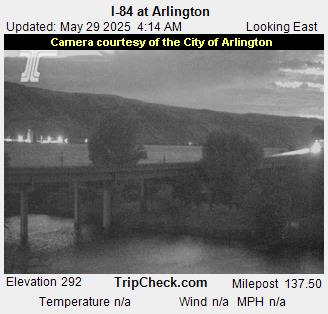 I-84 at Arlington
Updated: May 29 2025 4:14 AM Looking East
Camera courtesy of the City of Arlington
Elevation 292 TripCheck.com Milepost 137.50
Temperature n/a Wind n/a MPH n/a